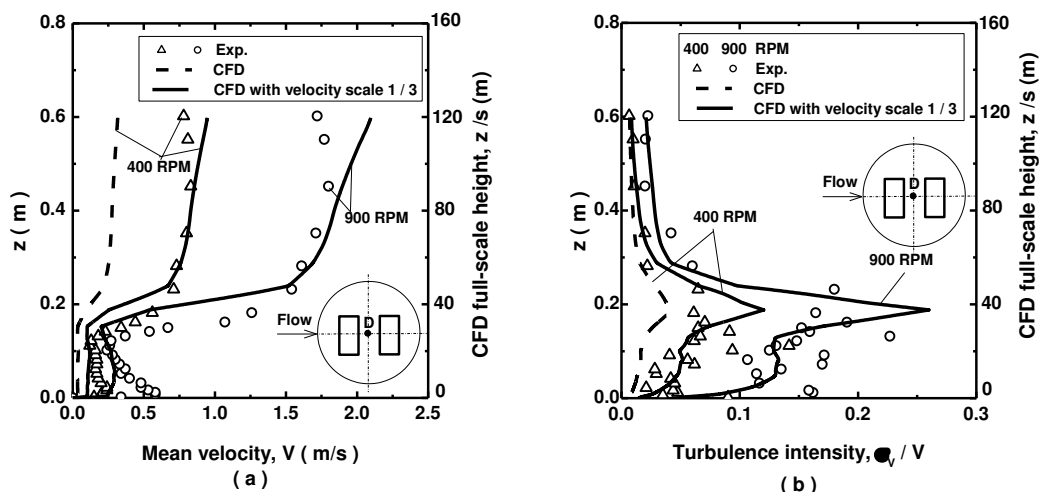 0.8
0.6
0.4
0.2
0.0
z ( m )
160
120
80
40
0
CFD full-scale height, z /s (m)
Exp.
CFD
CFD with velocity scale 1 / 3
400 RPM
900 RPM
Flow
D
0.0 0.5 1.0 1.5 2.0 2.5
Mean velocity, V ( m/s )
( a )
0.8
0.6
0.4
0.2
0.0
z ( m )
160
120
80
40
0
CFD full-scale height, z /s (m)
400 900 RPM
Exp.
CFD
CFD with velocity scale 1 / 3
Flow
D
400 RPM
900 RPM
0.0 0.1 0.2 0.3
Turbulence intensity, σv / V
( b )